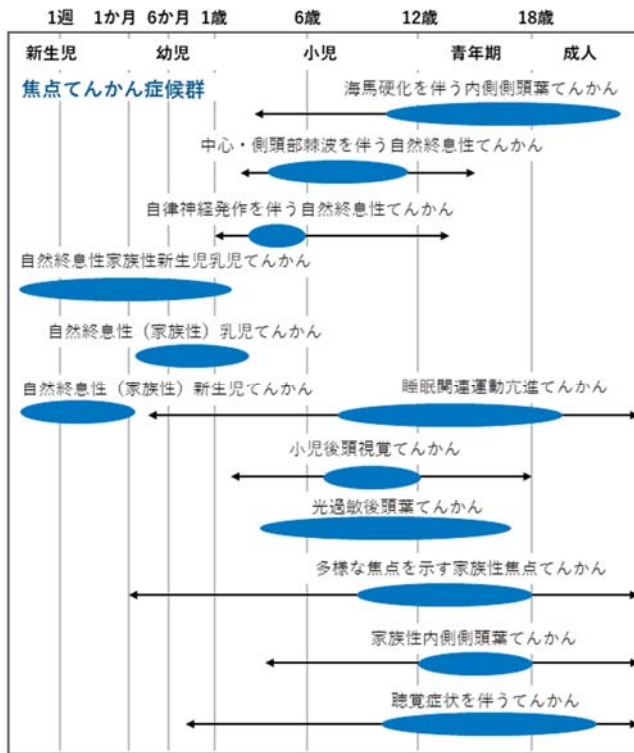 1週 1か月 6か月 1歳 6歳 12歳 18歳
新生児 幼児 小児 青年期 成人
焦点てんかん症候群
海馬硬化を伴う内側側頭葉てんかん
中心・側頭部棘波を伴う自然終息性てんかん
自律神経発作を伴う自然終息性てんかん
自然終息性家族性新生児乳児てんかん
自然終息性（家族性）乳児てんかん
自然終息性（家族性）新生児てんかん
睡眠関連運動亢進てんかん
小児後頭視覚てんかん
光過敏後頭葉てんかん
多様な焦点を示す家族性焦点てんかん
家族性内側側頭葉てんかん
聴覚症状を伴うてんかん